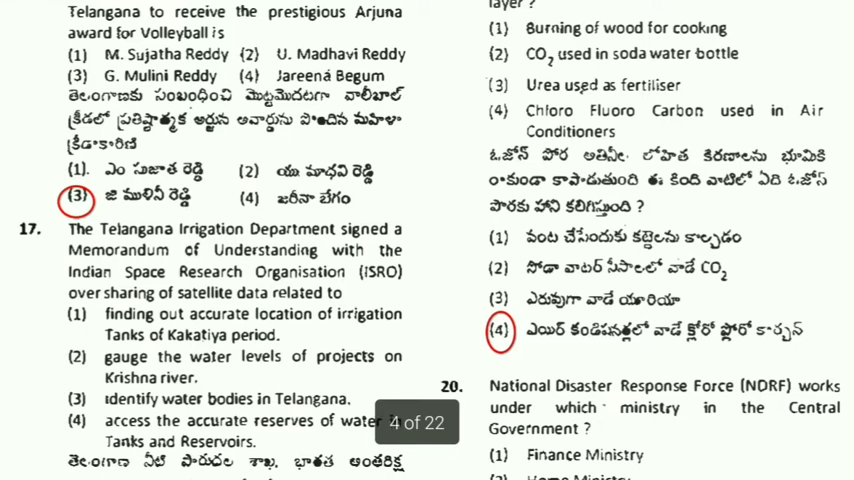 Telangana to receive the prestigious Arjuna
award for Volleyball is
(1) M. Sujatha Reddy (2) U. Madhavi Reddy
(3) G. Mulini Reddy (4) Jareena Begum
తెలంగాణకు సంబంధించి మొట్టమొదటగా వాలీబాల్
క్రీడలో ప్రతిష్ఠాత్మక అర్జున అవార్డును పొందిన మహిళా
క్రీడాకారిణి
(1). ఎం సుజాత రెడ్డి (2) యు మాధవి రెడ్డి
(3) జి ములినీ రెడ్డి (4) జరీనా బేగం
17. The Telangana Irrigation Department signed a
Memorandum of Understanding with the
Indian Space Research Organisation (ISRO)
over sharing of satellite data related to
(1) finding out accurate location of irrigation
Tanks of Kakatiya period.
(2) gauge the water levels of projects on
Krishna river.
(3) identify water bodies in Telangana.
(4) access the accurate reserves of water
Tanks and Reservoirs.
తెలంగాణ నీటి పారుదల శాఖ, భారత అంతరిక్ష
layer ?
(1) Burning of wood for cooking
(2) CO2 used in soda water bottle
(3) Urea used as fertiliser
(4) Chloro Fluoro Carbon used in Air
Conditioners
ఓజోన్ పొర అతినీల లోహిత కిరణాలను భూమికి
రాకుండా కాపాడుతుంది ఈ కింది వాటిలో ఏది ఓజోన్
పొరకు హాని కలిగిస్తుంది ?
(1) వంట చేసేందుకు కట్టెలను కాల్చడం
(2) సోడా వాటర్ సీసాలలో వాడే CO2
(3) ఎరువుగా వాడే యూరియా
(4) ఎయిర్ కండిషనర్లలో వాడే క్లోరో ఫ్లోరో కార్బన్
20. National Disaster Response Force (NDRF) works
under which ministry in the Central
Government ?
(1) Finance Ministry
(2) Home Ministry
4 of 22